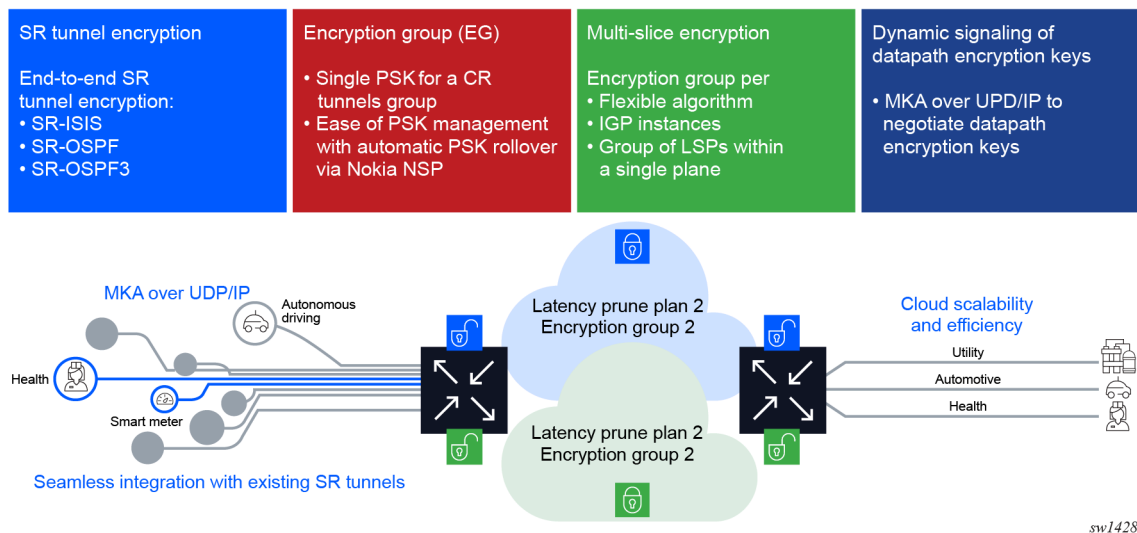 SR tunnel encryption
End-to-end SR
tunnel encryption:
• SR-ISIS
• SR-OSPF
• SR-OSPF3
Encryption group (EG)
• Single PSK for a CR
tunnels group
• Ease of PSK management
with automatic PSK rollover
via Nokia NSP
Multi-slice encryption
Encryption group per
• Flexible algorithm
• IGP instances
• Group of LSPs within
a single plane
Dynamic signaling of
datapath encryption keys
• MKA over UPD/IP to
negotiate datapath
encryption keys
MKA over UDP/IP
Autonomous
driving
Health
Smart meter
Seamless integration with existing SR tunnels
Latency prune plan 2
Encryption group 2
Latency prune plan 2
Encryption group 2
Cloud scalability
and efficiency
Utility
Automotive
Health
sw1428